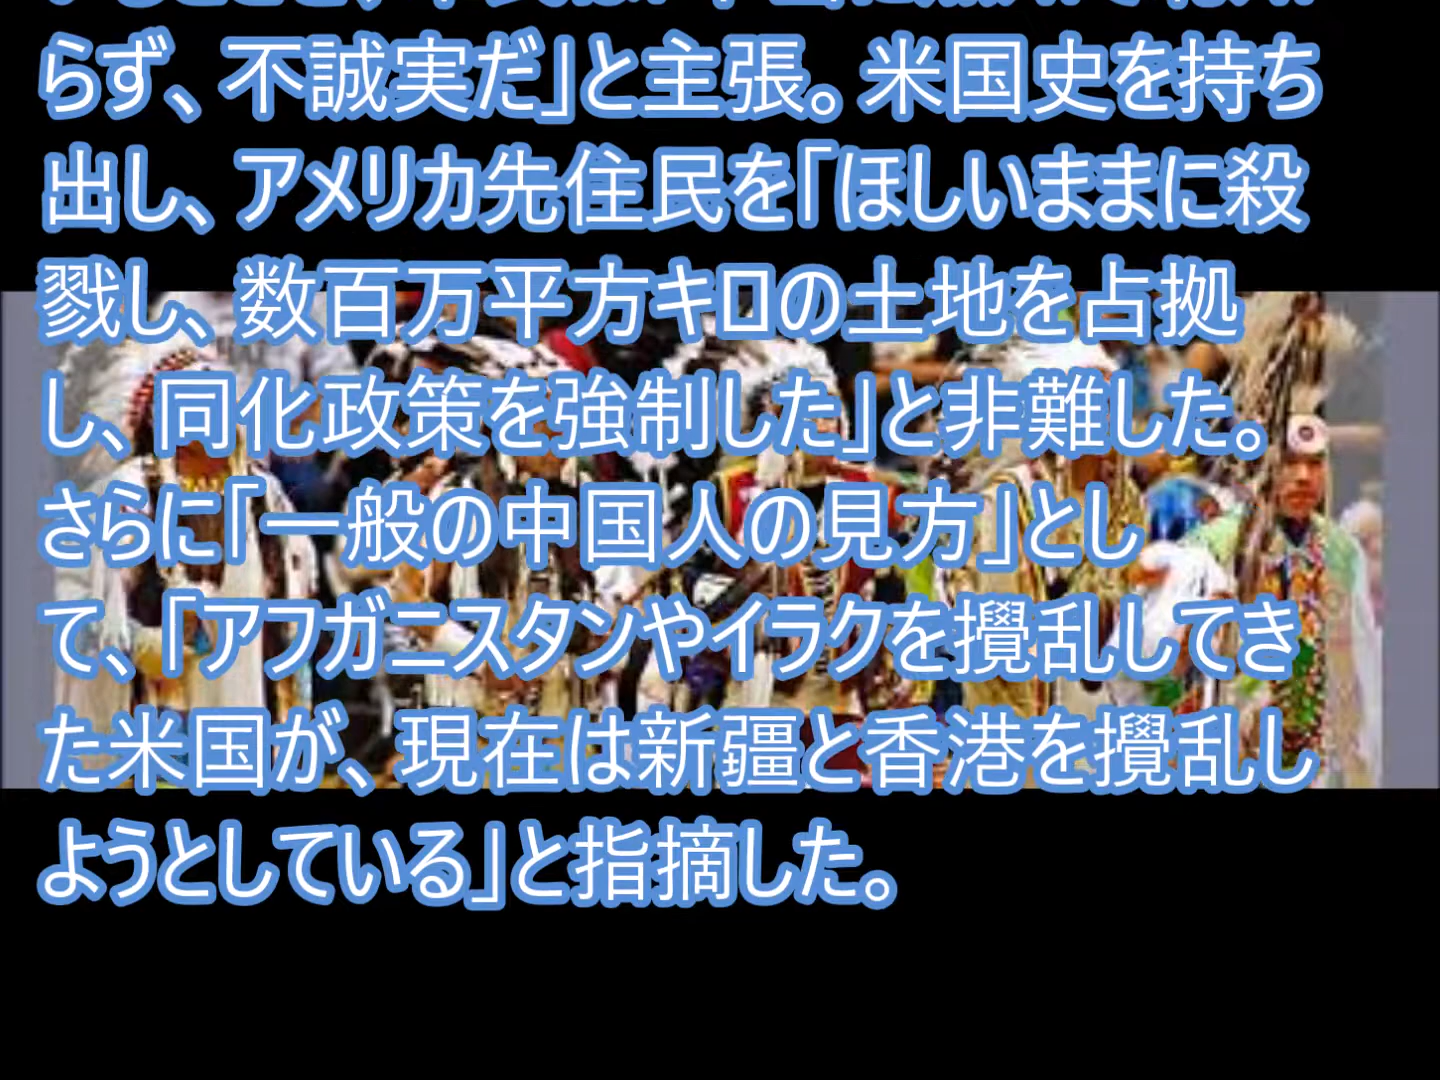 らず、不誠実だ」と主張。米国史を持ち
出し、アメリカ先住民を「ほしいままに殺
戮し、数百万平方キロの土地を占拠
し、同化政策を強制した」と非難した。
さらに「一般の中国人の見方」とし
て、「アフガニスタンやイラクを攪乱してき
た米国が、現在は新疆と香港を攪乱し
ようとしている」と指摘した。